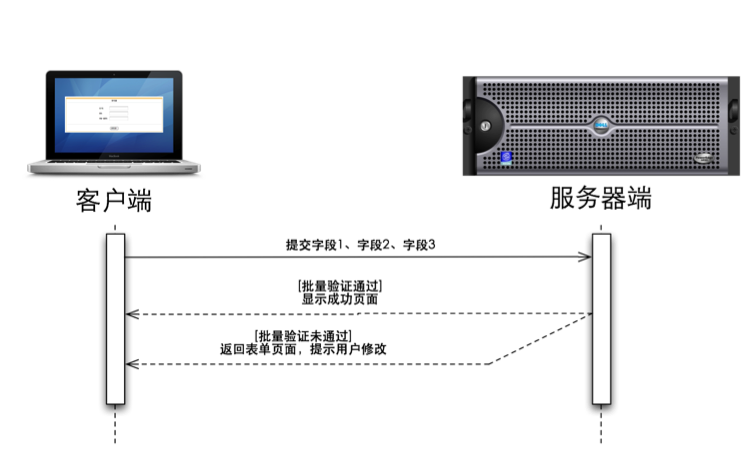 客户端
服务器端
提交字段1、字段2、字段3
[批量验证通过]
显示成功页面
[批量验证未通过]
返回表单页面，提示用户修改